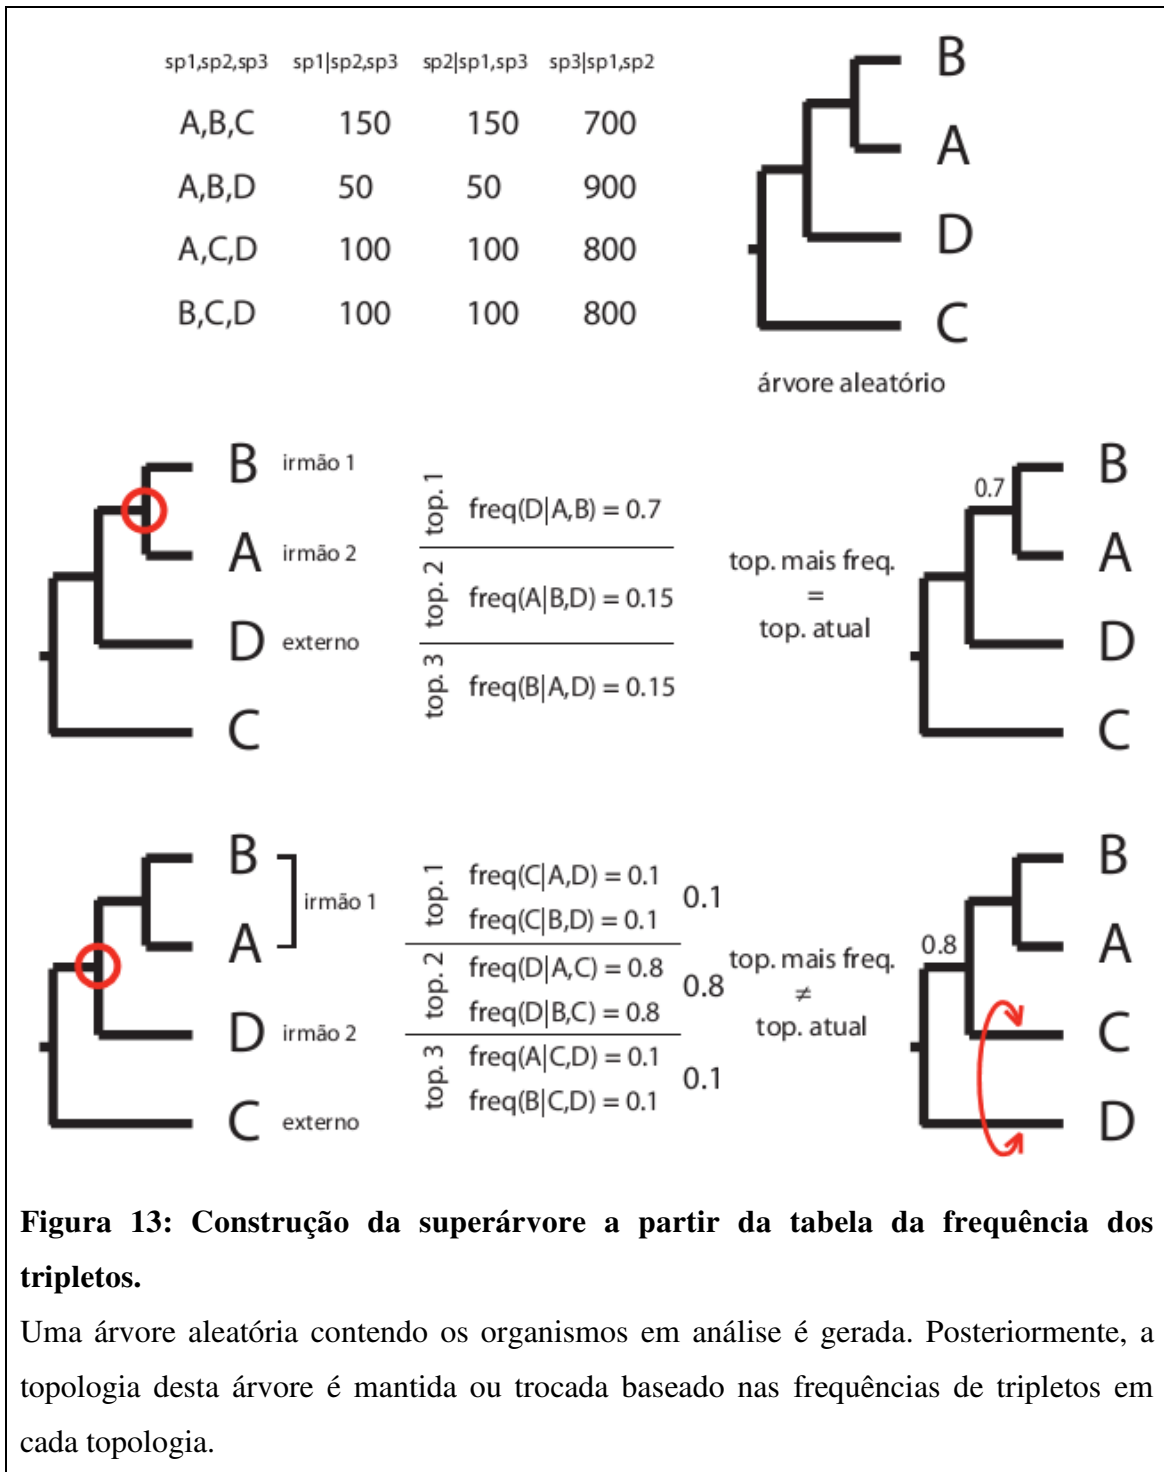 sp1,sp2,sp3 sp1|sp2,sp3 sp2|sp1,sp3 sp3|sp1,sp2
A,B,C 150 150 700
A,B,D 50 50 900
A,C,D 100 100 800
B,C,D 100 100 800
B
A
D
C
árvore aleatório
B irmão 1
A irmão 2
D externo
C
top. 1 freq(D|A,B) = 0.7
top. 2 freq(A|B,D) = 0.15
top. 3 freq(B|A,D) = 0.15
top. mais freq.
=
top. atual
0.7
B
A
D
C
B
A
irmão 1
D irmão 2
C externo
top. 1
freq(C|A,D) = 0.1
freq(C|B,D) = 0.1
0.1
top. 2
freq(D|A,C) = 0.8
freq(D|B,C) = 0.8
0.8
top. 3
freq(A|C,D) = 0.1
freq(B|C,D) = 0.1
0.1
top. mais freq.
≠
top. atual
0.8
B
A
C
D
Figura 13: Construção da superárvore a partir da tabela da frequência dos
tripletos.
Uma árvore aleatória contendo os organismos em análise é gerada. Posteriormente, a
topologia desta árvore é mantida ou trocada baseado nas frequências de tripletos em
cada topologia.